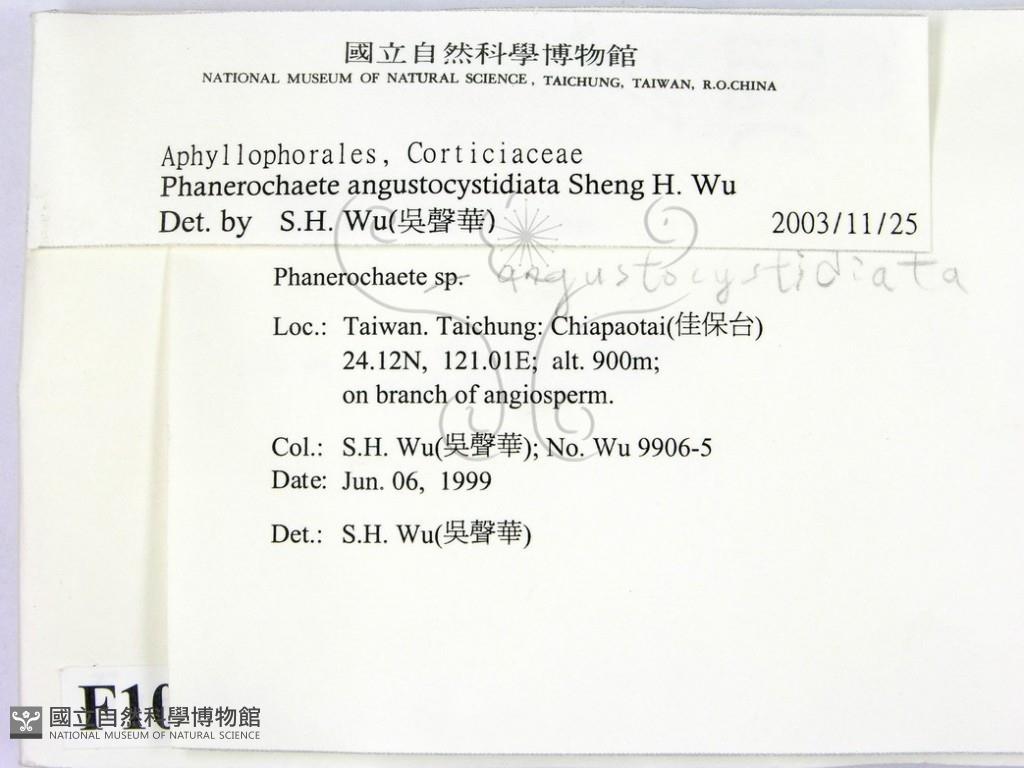 國立自然科學博物館
NATIONAL MUSEUM OF NATURAL SCIENCE, TAICHUNG, TAIWAN, R.O.CHINA
Aphyllophorales, Corticiaceae
Phanerochaete angustocystidiata Sheng H. Wu
Det. by S.H. Wu(吳聲華) 2003/11/25
Phanerochaete sp. angustocystidiata
Loc.: Taiwan. Taichung: Chiapaotai(佳保台)
24.12N, 121.01E; alt. 900m;
on branch of angiosperm.
Col.: S.H. Wu(吳聲華); No. Wu 9906-5
Date: Jun. 06, 1999
Det.: S.H. Wu(吳聲華)
國立自然科學博物館
NATIONAL MUSEUM OF NATURAL SCIENCE